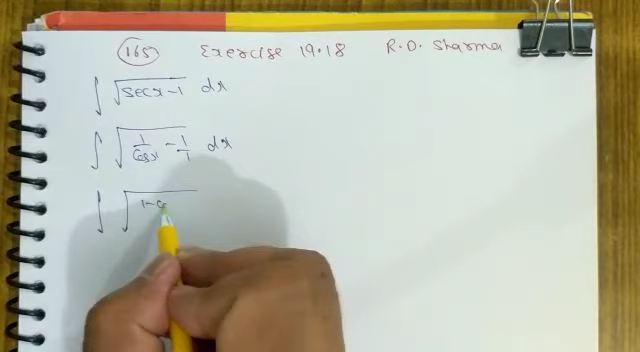 165 Exercise 19.18 R.D. Sharma
∫ √(secx-1) dx
∫ √(1/cosx - 1/1) dx
∫ √(1-c